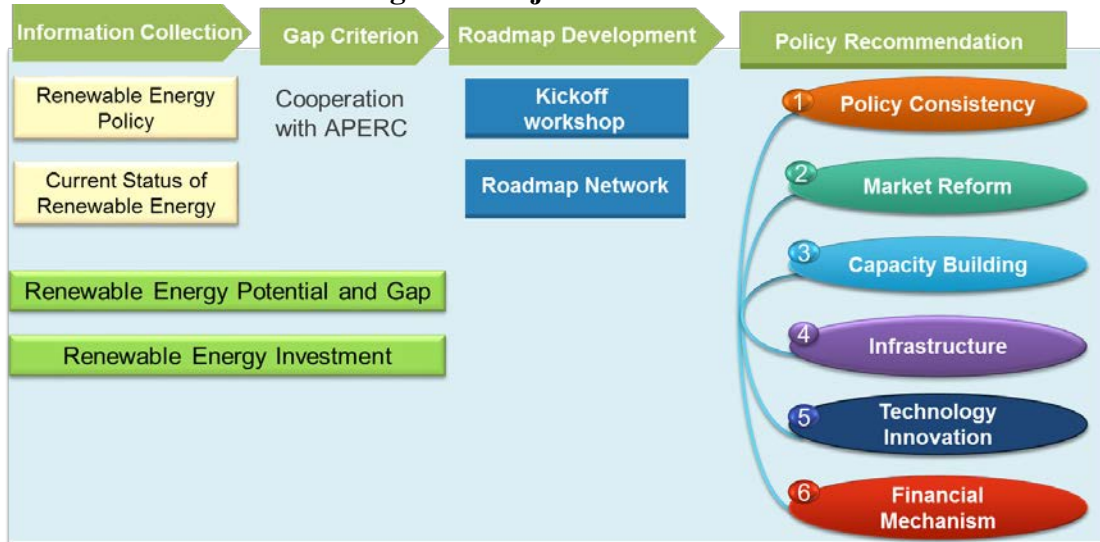 Information Collection
Gap Criterion
Roadmap Development
Policy Recommendation
Renewable Energy
Policy
Current Status of
Renewable Energy
Cooperation
with APERC
Kickoff
workshop
Roadmap Network
Renewable Energy Potential and Gap
Renewable Energy Investment
1 Policy Consistency
2 Market Reform
3 Capacity Building
4 Infrastructure
5 Technology
Innovation
6 Financial
Mechanism